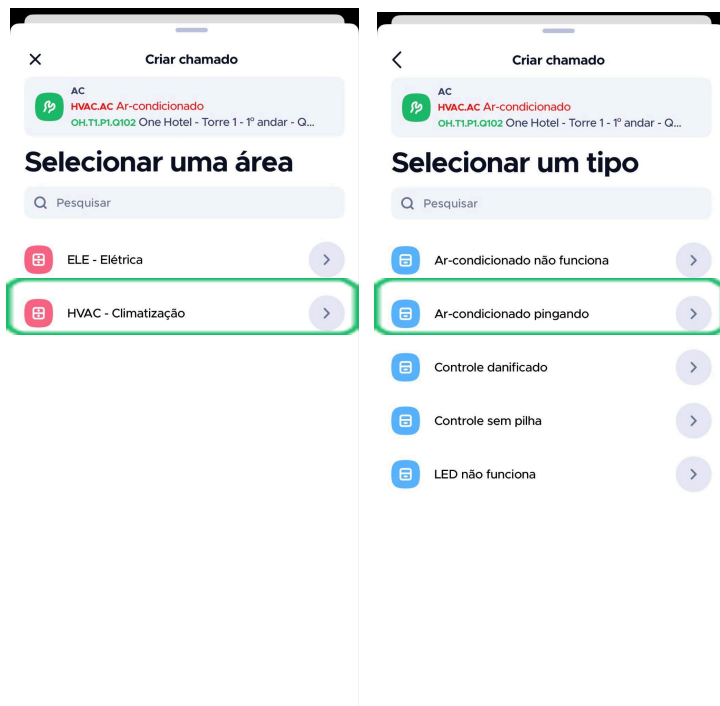 Criar chamado
AC
HVAC.AC Ar-condicionado
OH.T1.P1.Q102 One Hotel - Torre 1 - 1º andar - Q...
Selecionar uma área
Pesquisar
ELE - Elétrica
HVAC - Climatização
Criar chamado
AC
HVAC.AC Ar-condicionado
OH.T1.P1.Q102 One Hotel - Torre 1 - 1º andar - Q...
Selecionar um tipo
Pesquisar
Ar-condicionado não funciona
Ar-condicionado pingando
Controle danificado
Controle sem pilha
LED não funciona